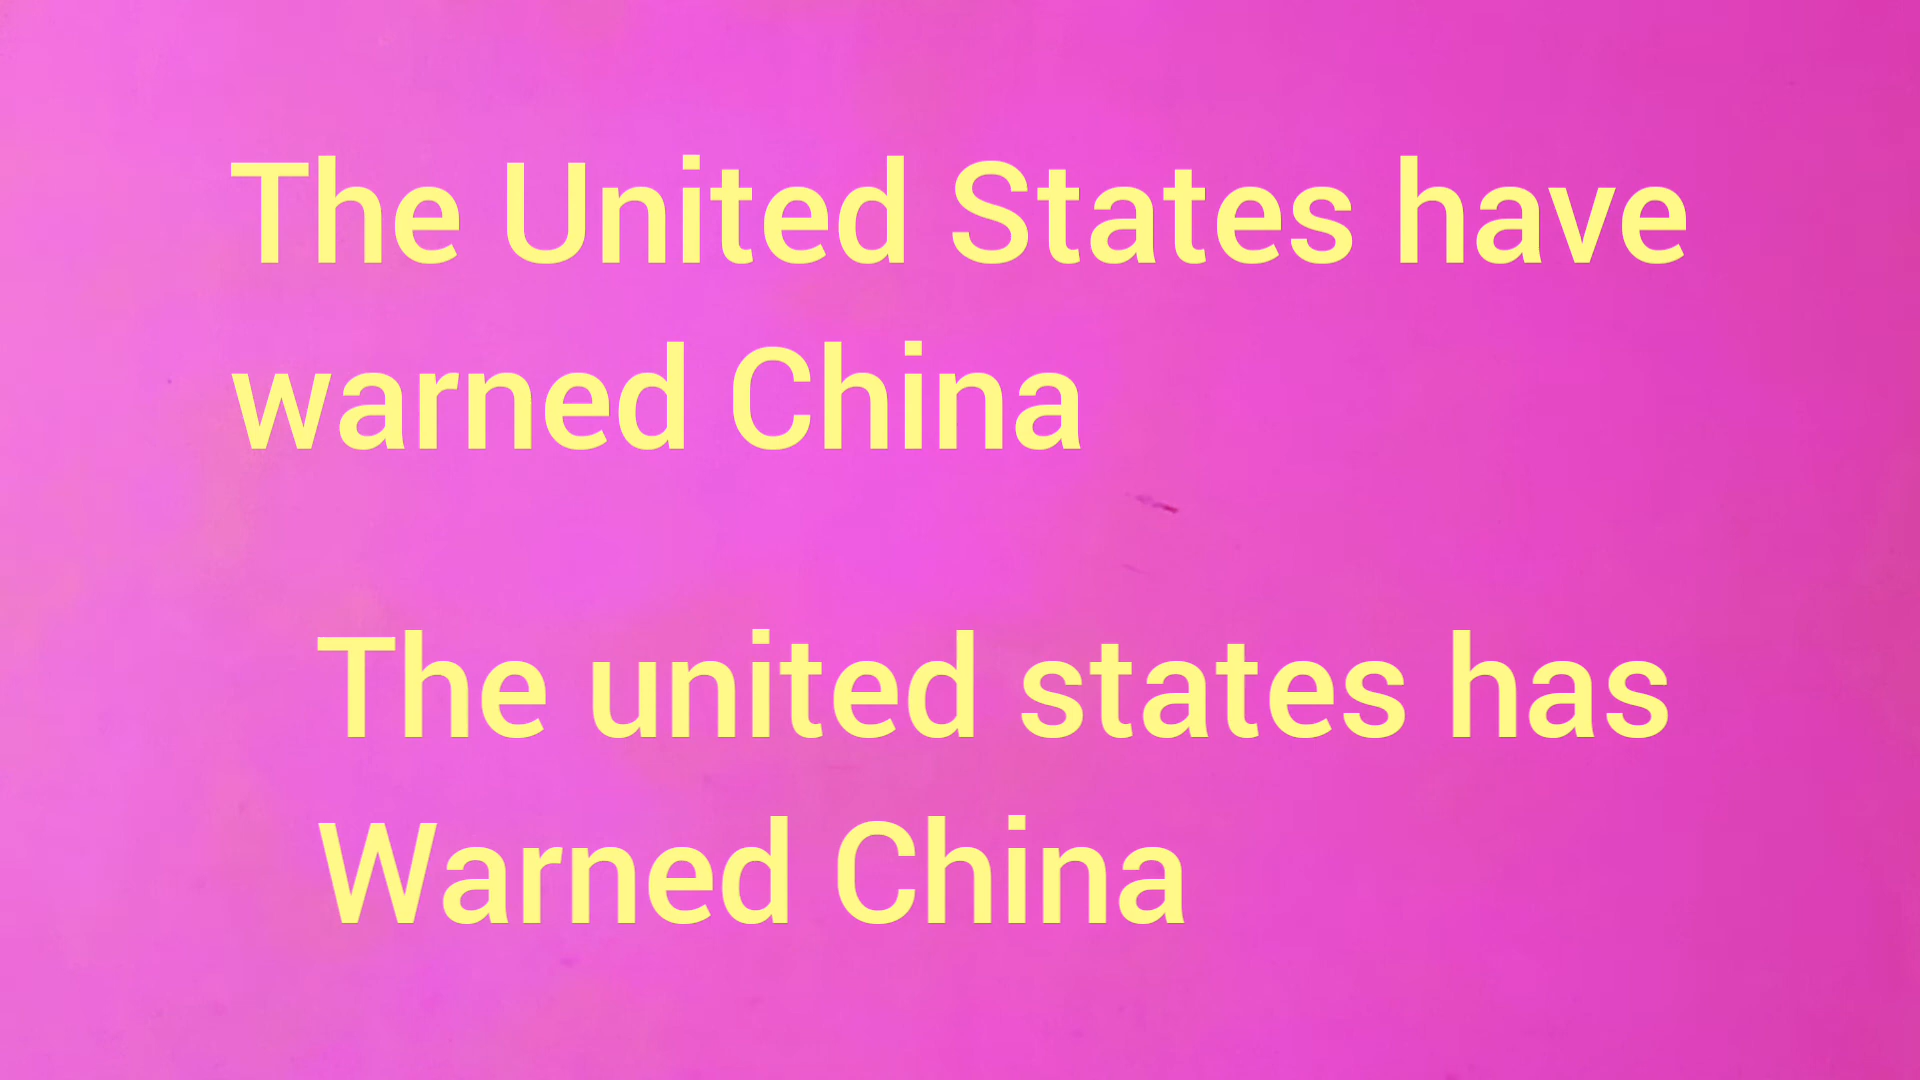 The United States have
warned China
The united states has
Warned China